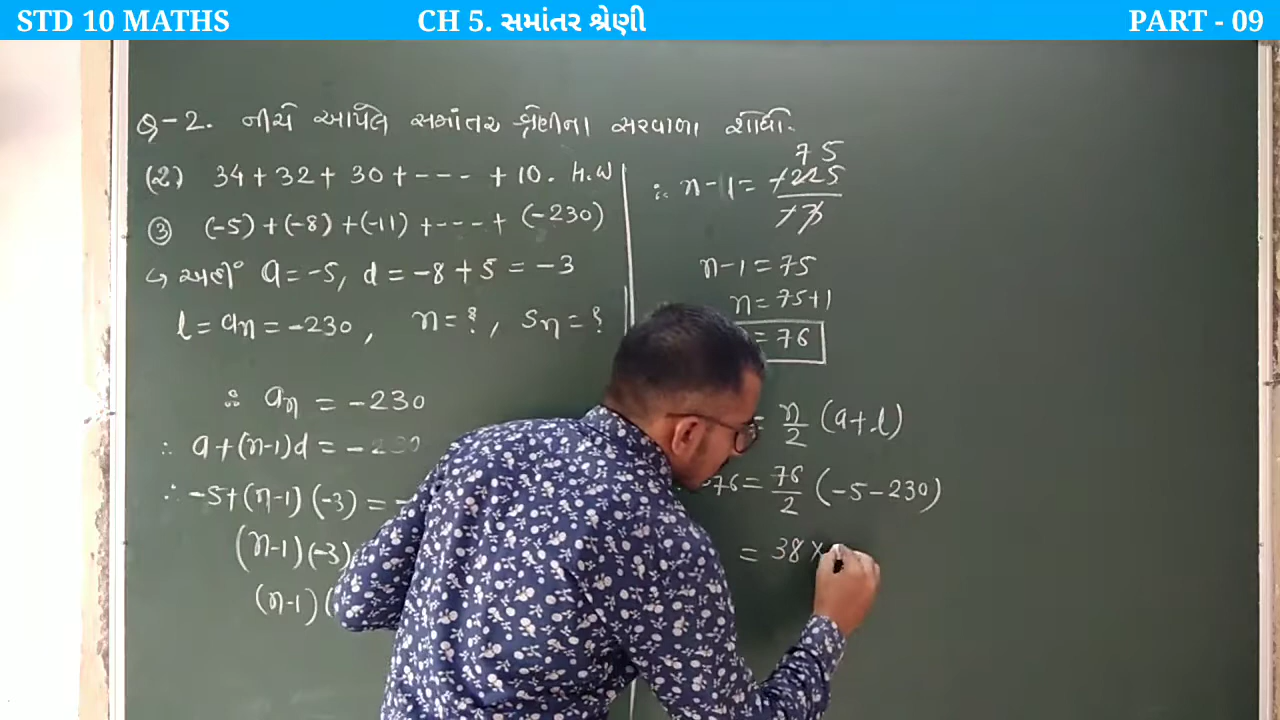 STD 10 MATHS CH 5. સમાંતર શ્રેણી PART - 09
Q-2. નીચે આપેલ સમાંતર શ્રેણીના સરવાળા શોધો.
(2) 34 + 32 + 30 + --- + 10. H.W
③ (-5) + (-8) + (-11) + --- + (-230)
↳ અહીં a = -5, d = -8 + 5 = -3
l = an = -230, n = ?, Sn = ?
∴ an = -230
∴ a + (n-1)d = -230
∴ -5 + (n-1)(-3) = -
(n-1)(-3)
(n-1)(
75
∴ n-1 = -225
-3
n-1 = 75
n = 75+1
= 76
= n/2 (a + l)
76 = 76/2 (-5 - 230)
= 38 ×